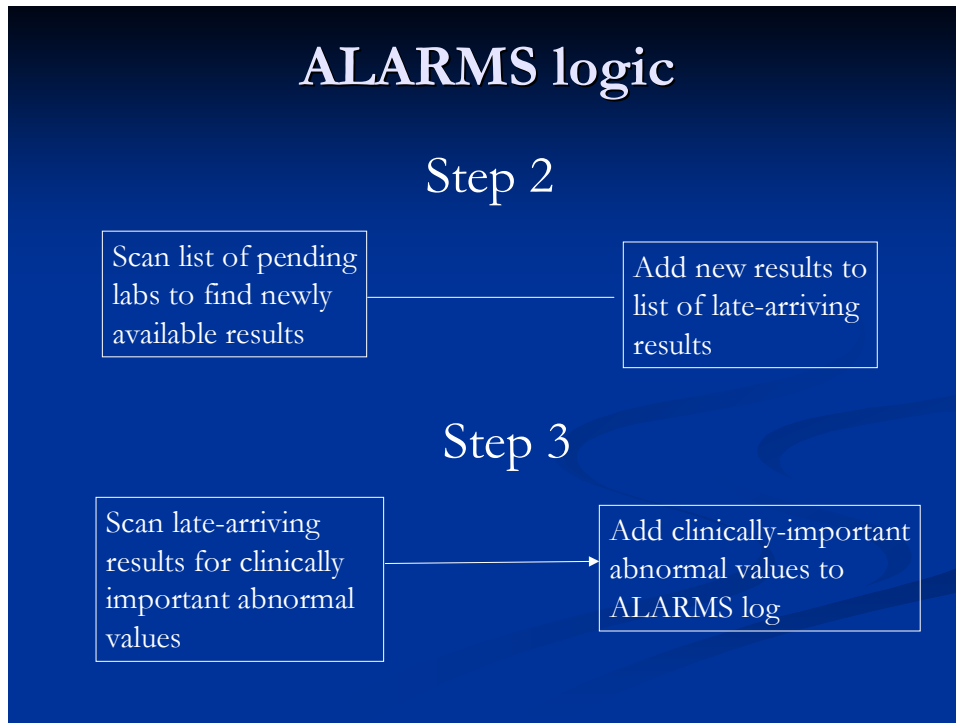 ALARMS logic
Step 2
Scan list of pending
labs to find newly
available results
Add new results to
list of late-arriving
results
Step 3
Scan late-arriving
results for clinically
important abnormal
values
Add clinically-important
abnormal values to
ALARMS log